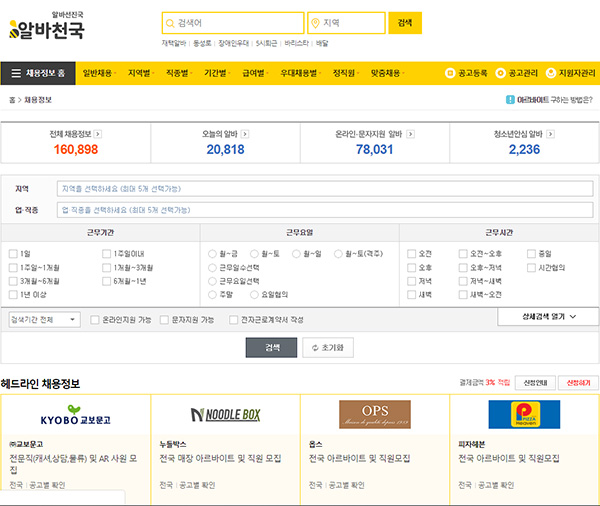 알바선진국
알바천국
검색어
지역
검색
재택알바 | 동성로 | 장애인우대 | 5시퇴근 | 바리스타 | 배달
채용정보 홈
일반채용
지역별
직종별
기간별
급여별
우대채용별
정직원
맞춤채용
공고등록
공고관리
지원자관리
홈 > 채용정보
아르바이트 구하는 방법은?
전체 채용정보
160,898
오늘의 알바
20,818
온라인·문자지원 알바
78,031
청소년안심 알바
2,236
지역
지역을 선택하세요 (최대 5개 선택가능)
업·직종
업·직종을 선택하세요 (최대 5개 선택가능)
근무기간
1일
1주일이내
1주일~1개월
1개월~3개월
3개월~6개월
6개월~1년
1년 이상
근무요일
월~금
월~토
월~일
월~토(격주)
근무일수선택
근무요일선택
주말
요일협의
근무시간
오전
오전~오후
종일
오후
오후~저녁
시간협의
저녁
저녁~새벽
새벽
새벽~오전
검색기간 전체
온라인지원 가능
문자지원 가능
전자근로계약서 작성
상세검색 열기
검색
초기화
헤드라인 채용정보
결제금액 3% 적립
신청안내
신청하기
KYOBO 교보문고
㈜교보문고
전문직(캐셔,상담,물류) 및 AR 사원 모
집
전국 | 공고별 확인
NOODLE BOX
누들박스
전국 매장 아르바이트 및 직원모집
전국 | 공고별 확인
OPS
옵스
전국 아르바이트 및 직원모집
전국 | 공고별 확인
PIZZA
Heaven
피자헤븐
전국 아르바이트 및 직원모집
전국 | 공고별 확인